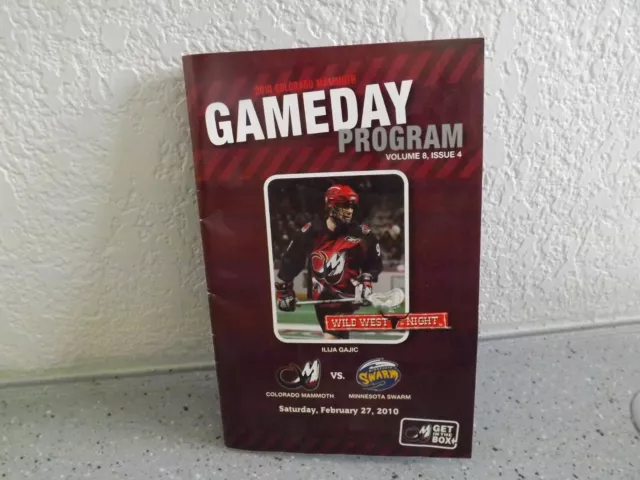 2010 COLORADO MAMMOTH
GAMEDAY
PROGRAM
VOLUME 8, ISSUE 4
WILD WEST NIGHT
ILIJA GAJIC
VS.
SWARM
COLORADO MAMMOTH
MINNESOTA SWARM
Saturday, February 27, 2010
GET
IN THE
BOX